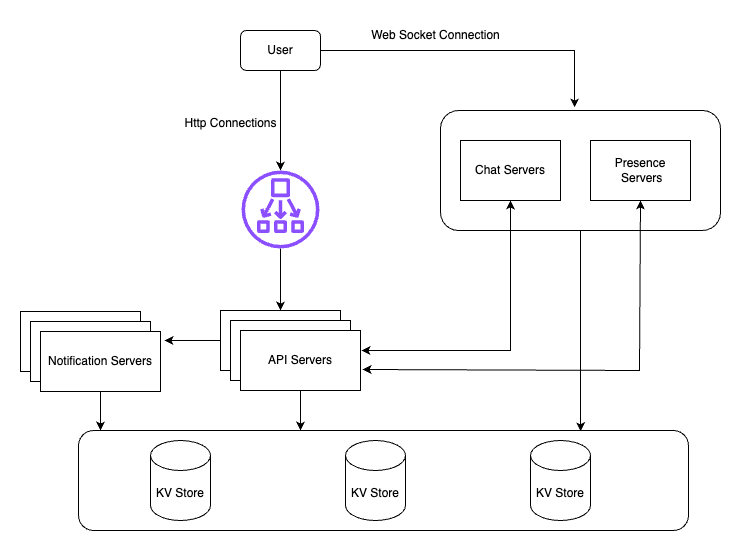 Web Socket Connection
User
Http Connections
Chat Servers
Presence
Servers
Notification Servers
API Servers
KV Store
KV Store
KV Store